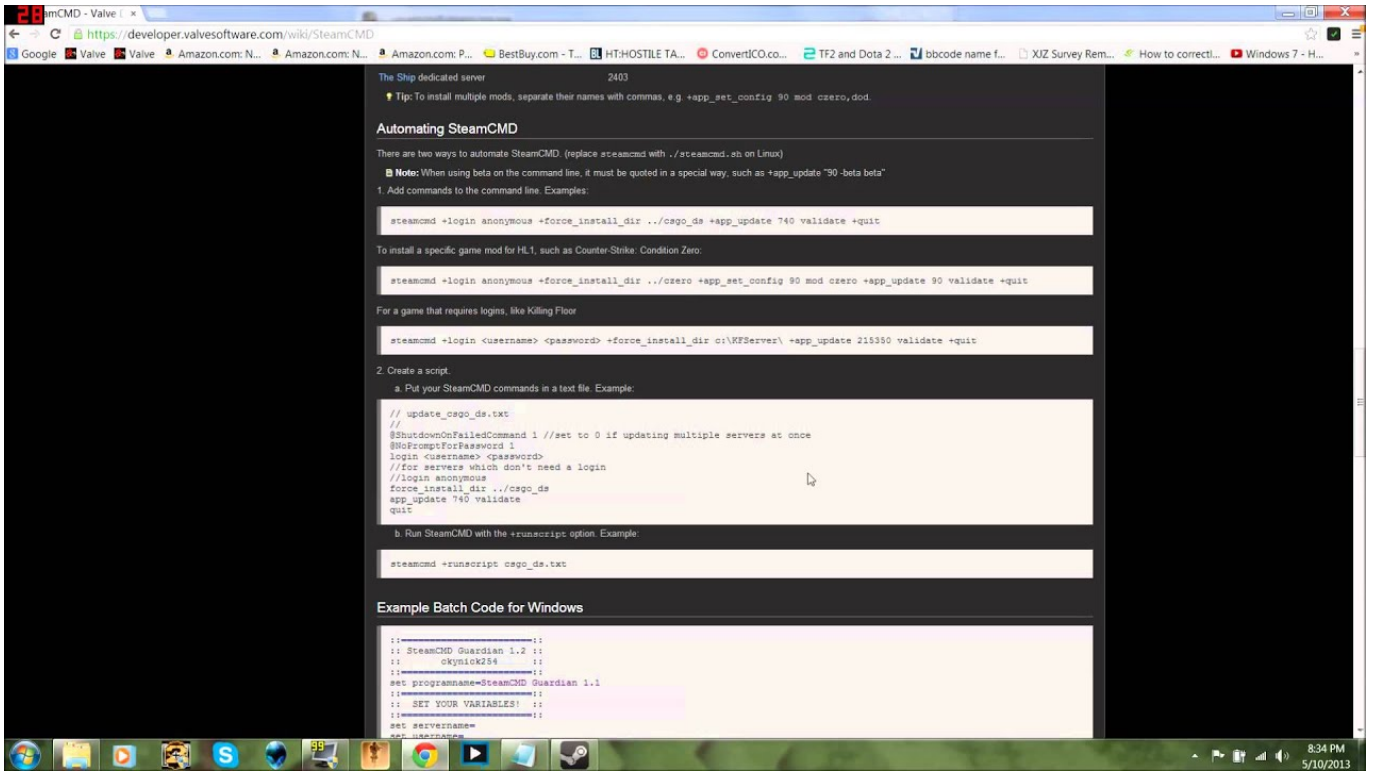 28
amCMD - Valve
https://developer.valvesoftware.com/wiki/SteamCMD
Google Valve Valve Amazon.com: N... Amazon.com: N... Amazon.com: P... BestBuy.com - T... HT:HOSTILE TA... ConvertICO.co... TF2 and Dota 2 ... bbcode name f... XJZ Survey Rem... How to correctl... Windows 7 - H...
The Ship dedicated server 2403
Tip: To install multiple mods, separate their names with commas, e.g. +app_set_config 90 mod czero,dod.
Automating SteamCMD
There are two ways to automate SteamCMD. (replace steamcmd with ./steamcmd.sh on Linux)
Note: When using beta on the command line, it must be quoted in a special way, such as +app_update "90 -beta beta"
1. Add commands to the command line. Examples:
steamcmd +login anonymous +force_install_dir ../csgo_ds +app_update 740 validate +quit
To install a specific game mod for HL1, such as Counter-Strike: Condition Zero:
steamcmd +login anonymous +force_install_dir ../czero +app_set_config 90 mod czero +app_update 90 validate +quit
For a game that requires logins, like Killing Floor
steamcmd +login <username> <password> +force_install_dir c:\KFServer\ +app_update 215350 validate +quit
2. Create a script.
a. Put your SteamCMD commands in a text file. Example:
// update_csgo_ds.txt
//
@ShutdownOnFailedCommand 1 //set to 0 if updating multiple servers at once
@NoPromptForPassword 1
login <username> <password>
//for servers which don't need a login
//login anonymous
force_install_dir ../csgo_ds
app_update 740 validate
quit
b. Run SteamCMD with the +runscript option. Example:
steamcmd +runscript csgo_ds.txt
Example Batch Code for Windows
::========================::
:: SteamCMD Guardian 1.2 ::
:: ckynick254 ::
::========================::
set programname=SteamCMD Guardian 1.1
::========================::
:: SET YOUR VARIABLES! ::
::========================::
set servername=
set username=
99
8:34 PM
5/10/2013